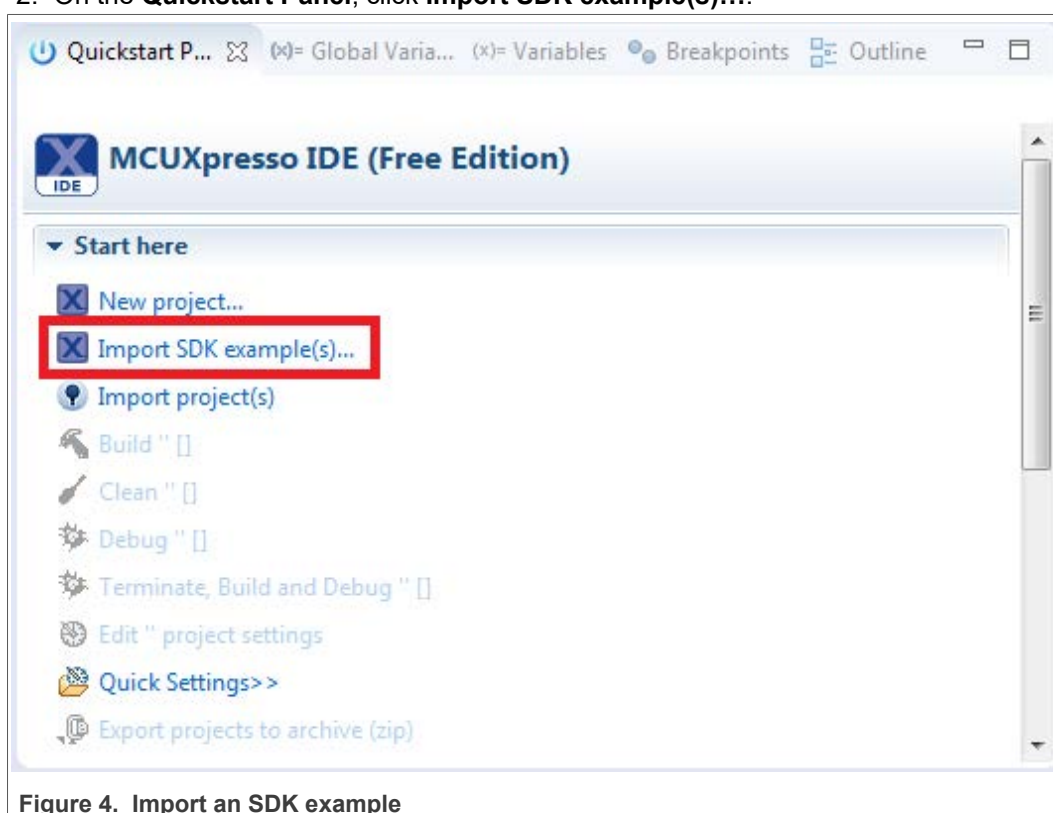 2. On the Quickstart Panel, click Import SDK example(s)....
Quickstart P... (x)= Global Varia... (x)= Variables Breakpoints Outline
MCUXpresso IDE (Free Edition)
IDE
Start here
New project...
Import SDK example(s)...
Import project(s)
Build '' []
Clean '' []
Debug '' []
Terminate, Build and Debug '' []
Edit '' project settings
Quick Settings>>
Export projects to archive (zip)
Figure 4. Import an SDK example